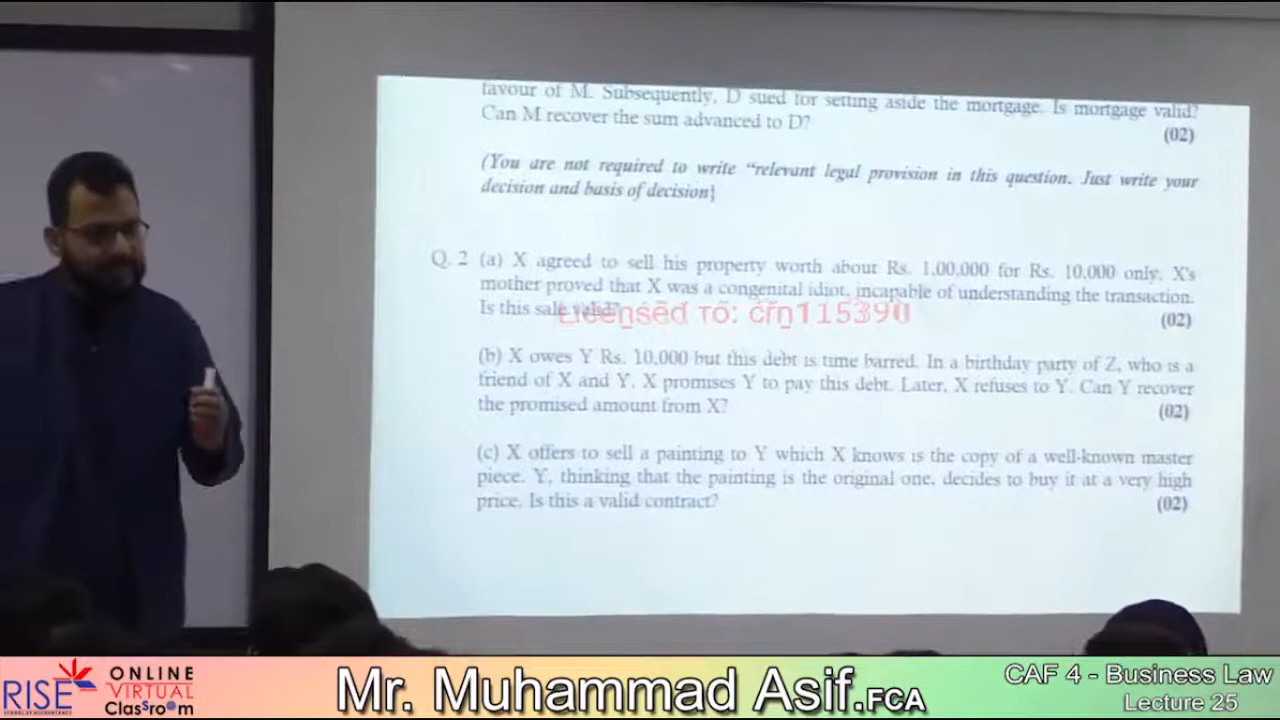 favour of M. Subsequently, D sued for setting aside the mortgage. Is mortgage valid?
Can M recover the sum advanced to D?
(02)
(You are not required to write “relevant legal provision in this question. Just write your
decision and basis of decision}
Q. 2 (a) X agreed to sell his property worth about Rs. 1,00,000 for Rs. 10,000 only. X's
mother proved that X was a congenital idiot, incapable of understanding the transaction.
Is this sale valid?
(02)
Licensed to: crn115390
(b) X owes Y Rs. 10,000 but this debt is time barred. In a birthday party of Z, who is a
friend of X and Y, X promises Y to pay this debt. Later, X refuses to Y. Can Y recover
the promised amount from X?
(02)
(c) X offers to sell a painting to Y which X knows is the copy of a well-known master
piece. Y, thinking that the painting is the original one, decides to buy it at a very high
price. Is this a valid contract?
(02)
RISE
ONLINE
VIRTUAL
Classroom
Mr. Muhammad Asif.FCA
CAF 4 - Business Law
Lecture 25